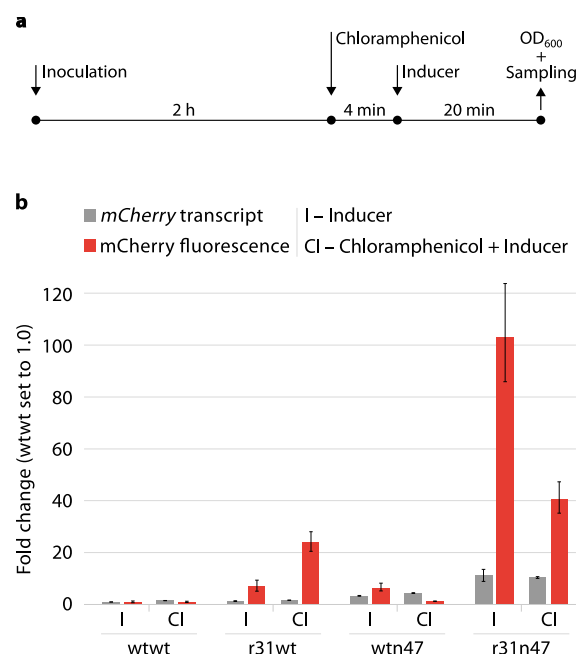 a
Chloramphenicol
OD600
+
Inoculation
Inducer
Sampling
2 h
4 min
20 min
b
mCherry transcript
I – Inducer
mCherry fluorescence
CI – Chloramphenicol + Inducer
Fold change (wtwt set to 1.0)
120
100
80
60
40
20
0
I CI I CI I CI I CI
wtwt r31wt wtn47 r31n47